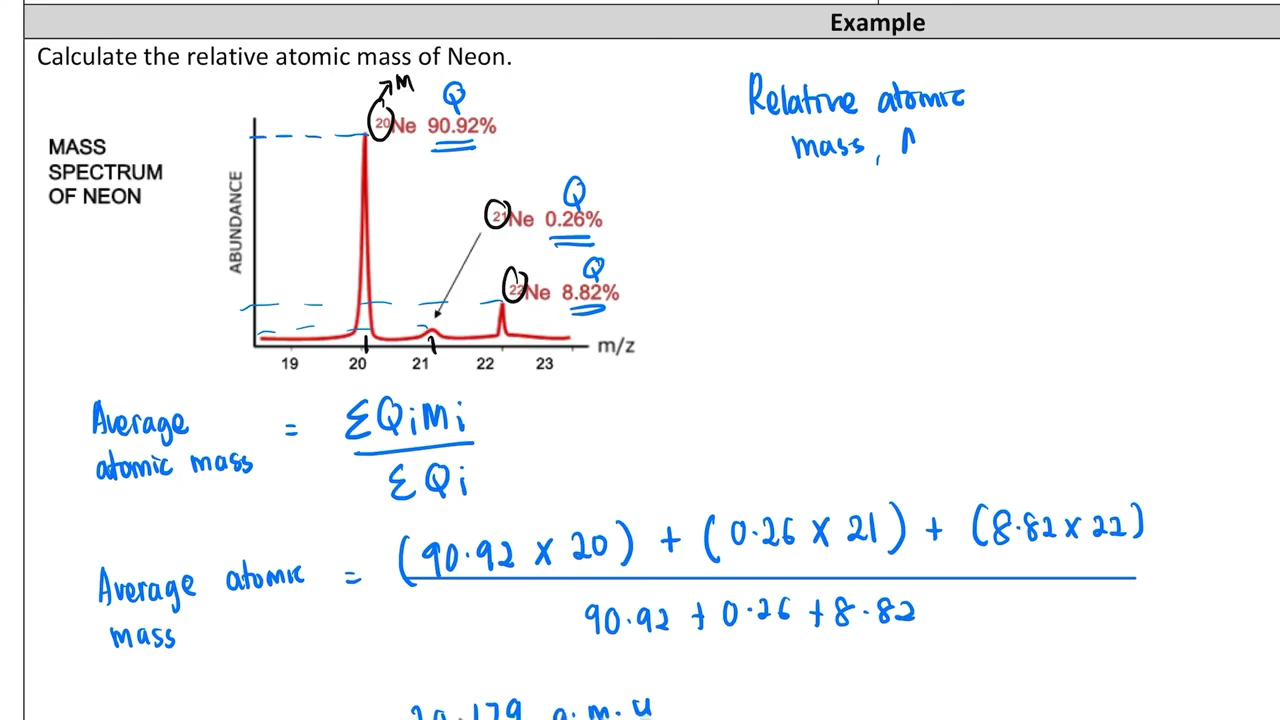 Example
Calculate the relative atomic mass of Neon.
M
Q
²⁰Ne 90.92%
MASS
SPECTRUM
OF NEON
ABUNDANCE
Q
²¹Ne 0.26%
Q
²²Ne 8.82%
m/z
19 20 21 22 23
Relative atomic
mass,
Average
atomic mass = ΣQiMi / ΣQi
Average atomic
mass = (90.92 × 20) + (0.26 × 21) + (8.82 × 22)
90.92 + 0.26 + 8.82
a.m.u